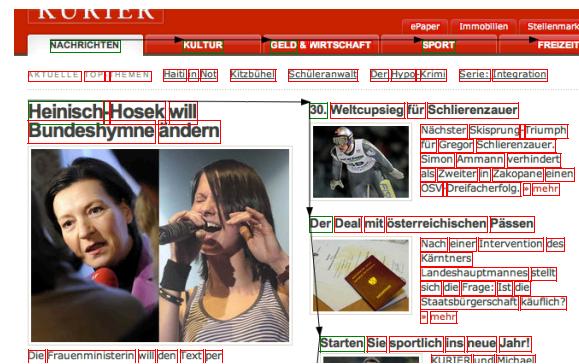 KURIER
ePaper Immobilien Stellenmark
NACHRICHTEN KULTUR GELD & WIRTSCHAFT SPORT FREIZEIT
AKTUELLE TOP-THEMEN Haiti in Not Kitzbühel Schüleranwalt Der Hypo-Krimi Serie: Integration
Heinisch-Hosek will
Bundeshymne ändern
Die Frauenministerin will den Text per
30. Weltcupsieg für Schlierenzauer
Nächster Skisprung-Triumph
für Gregor Schlierenzauer.
Simon Ammann verhindert
als Zweiter in Zakopane einen
ÖSV-Dreifacherfolg. » mehr
Der Deal mit österreichischen Pässen
Nach einer Intervention des
Kärntners
Landeshauptmannes stellt
sich die Frage: Ist die
Staatsbürgerschaft käuflich?
» mehr
Starten Sie sportlich ins neue Jahr!
KURIER und Michael